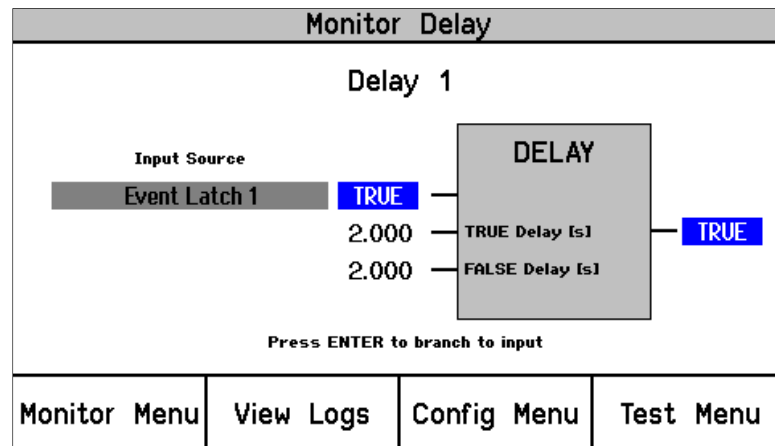 Monitor Delay
Delay 1
DELAY
Input Source
Event Latch 1 TRUE
2.000 TRUE Delay [s] TRUE
2.000 FALSE Delay [s]
Press ENTER to branch to input
Monitor Menu View Logs Config Menu Test Menu